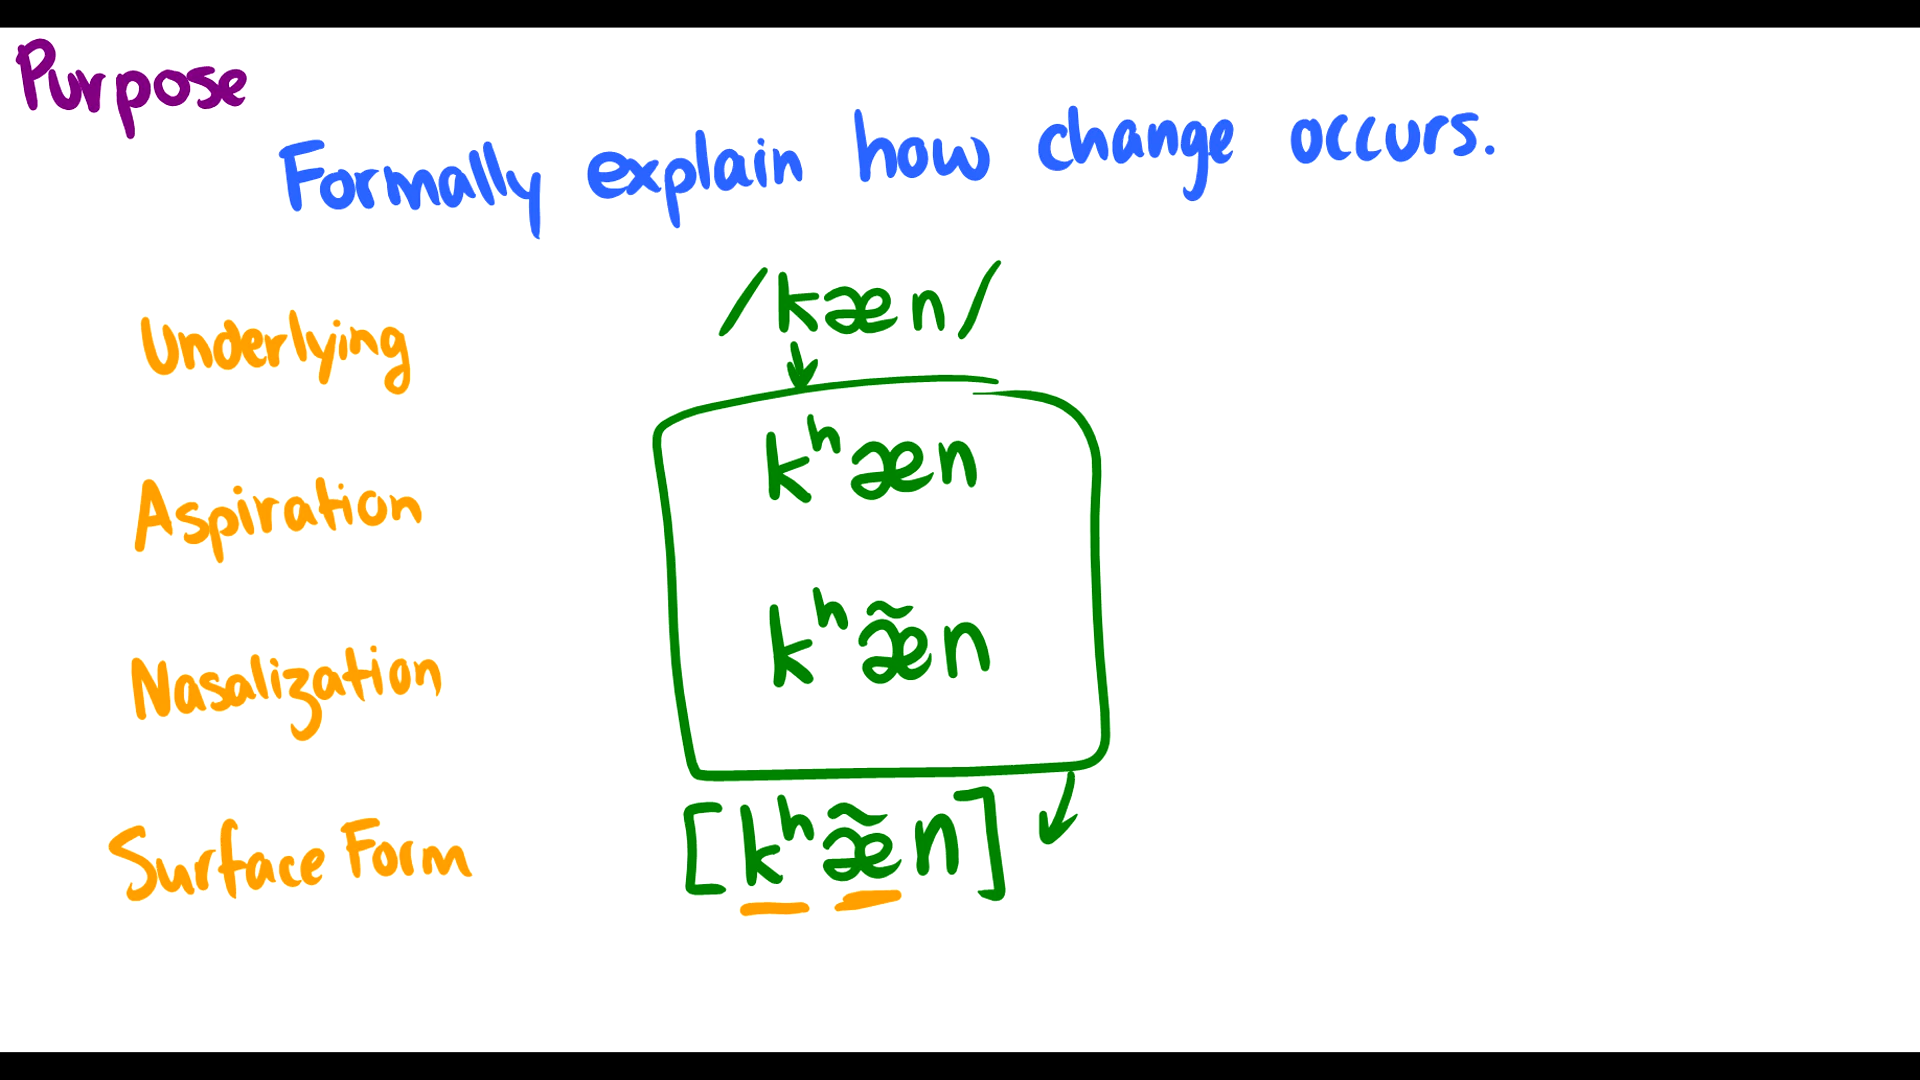 Purpose
Formally explain how change occurs.
Underlying /kæn/
Aspiration kʰæn
Nasalization kʰæ̃n
Surface Form [kʰæ̃n]